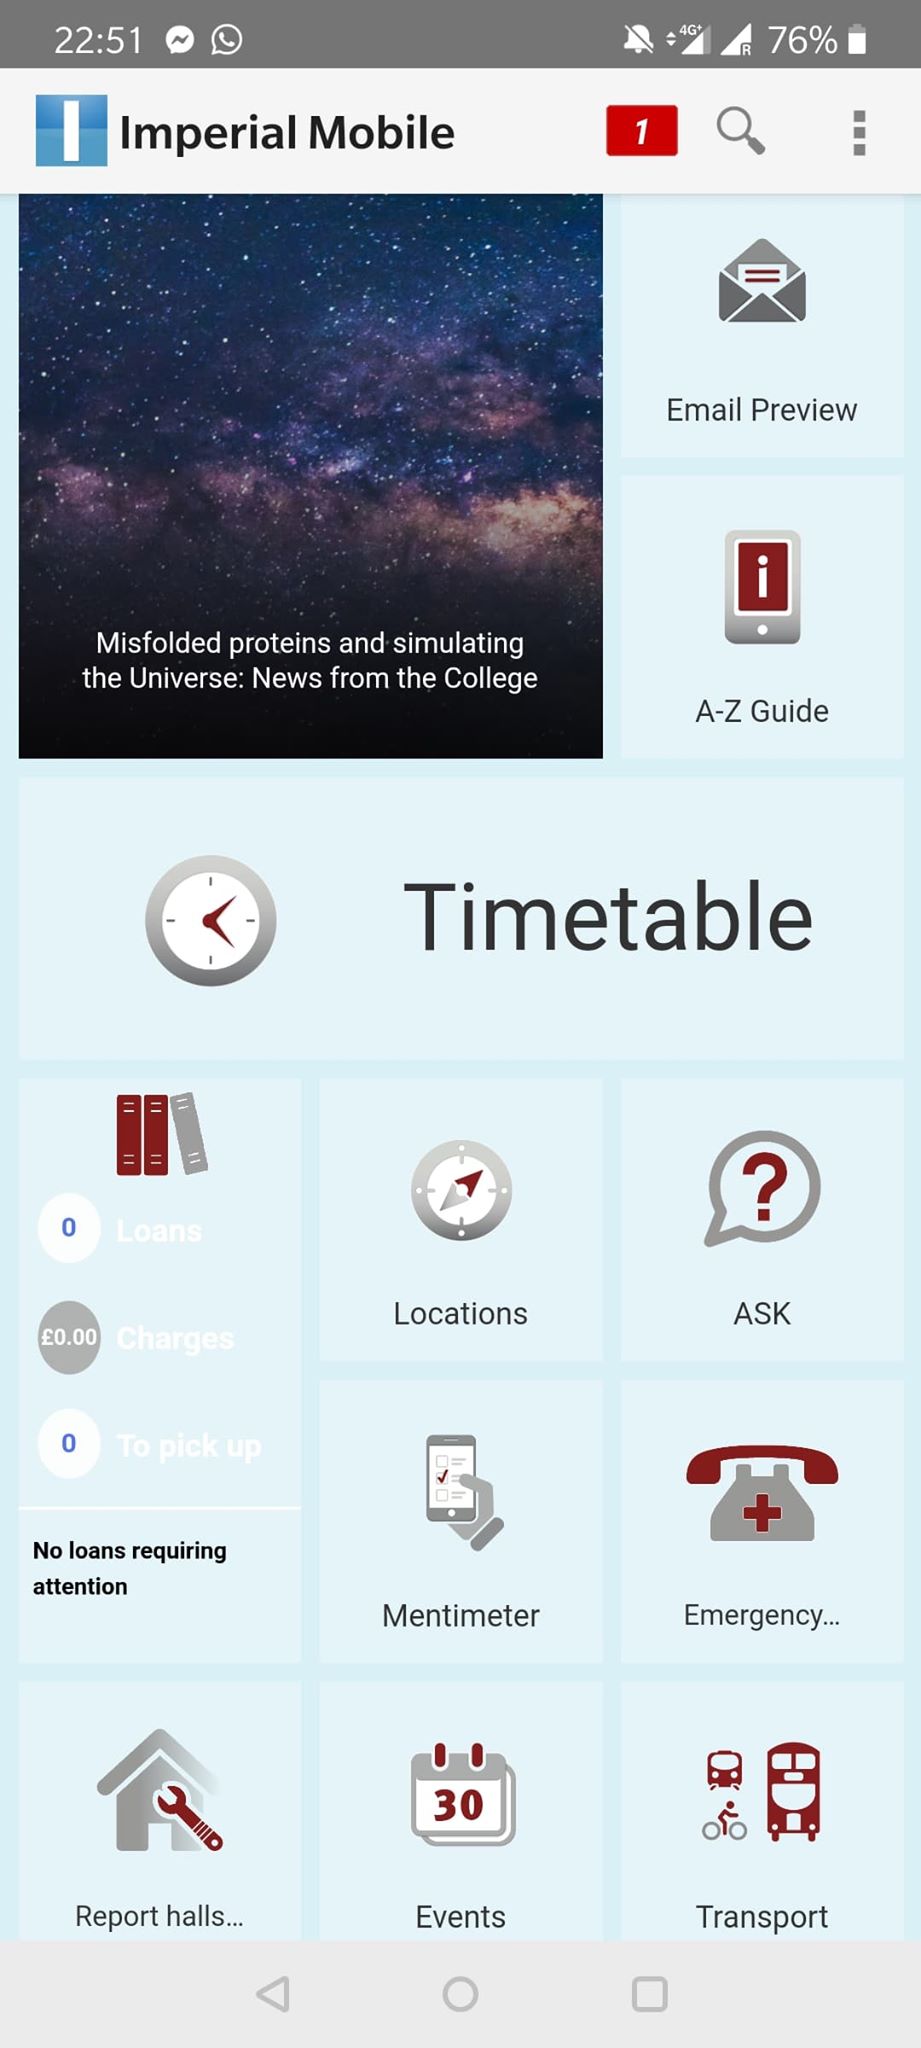 22:51
4G+
R
76%
Imperial Mobile
1
Misfolded proteins and simulating
the Universe: News from the College
Email Preview
i
A-Z Guide
Timetable
0 Loans
£0.00 Charges
0 To pick up
No loans requiring
attention
Locations
?
ASK
Mentimeter
Emergency...
Report halls...
30
Events
Transport